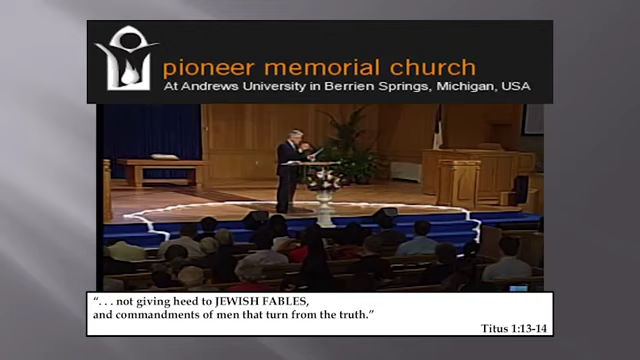 pioneer memorial church
At Andrews University in Berrien Springs, Michigan, USA
“. . . not giving heed to JEWISH FABLES,
and commandments of men that turn from the truth.”
Titus 1:13-14